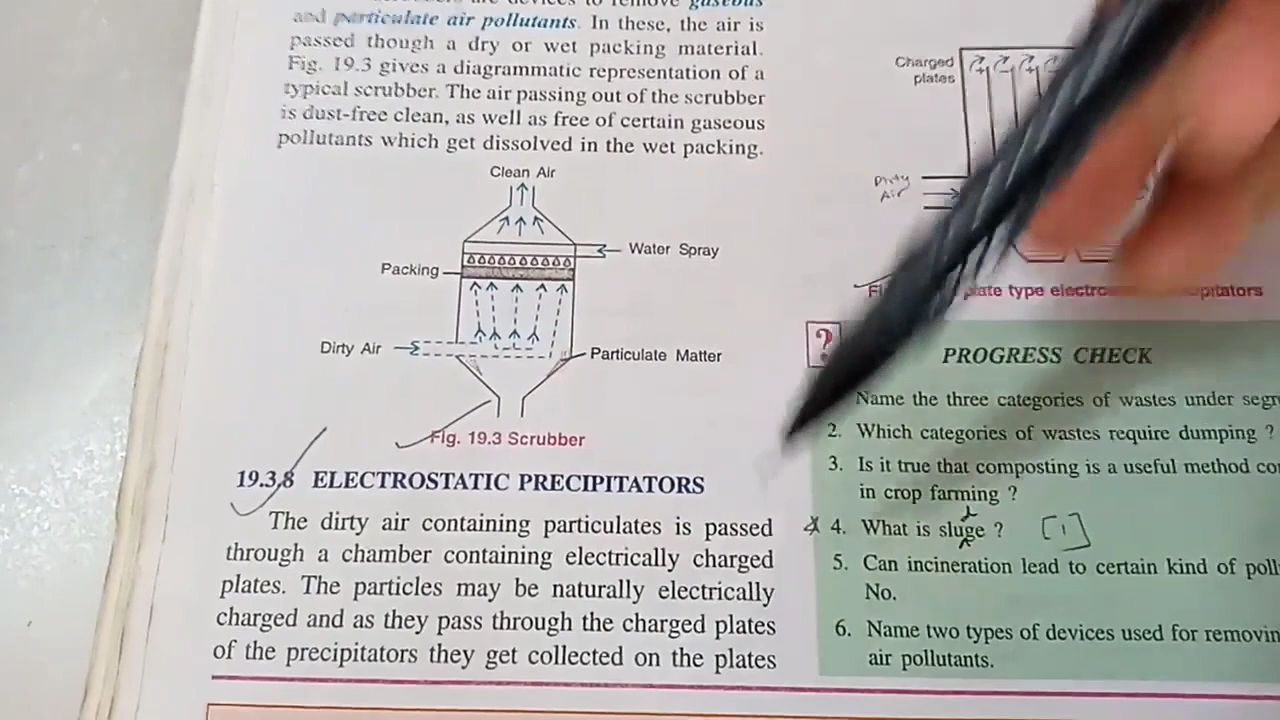 gaseous
and particulate air pollutants. In these, the air is
passed though a dry or wet packing material.
Fig. 19.3 gives a diagrammatic representation of a
typical scrubber. The air passing out of the scrubber
is dust-free clean, as well as free of certain gaseous
pollutants which get dissolved in the wet packing.
Clean Air
Water Spray
Packing
Dirty Air
Particulate Matter
Fig. 19.3 Scrubber
19.3.8 ELECTROSTATIC PRECIPITATORS
The dirty air containing particulates is passed
through a chamber containing electrically charged
plates. The particles may be naturally electrically
charged and as they pass through the charged plates
of the precipitators they get collected on the plates
Charged
plates
Dirty
Air
type
?
PROGRESS CHECK
Name the three categories of wastes under
2. Which categories of wastes require dumping ?
3. Is it true that composting is a useful method
in crop farming ?
4. What is sluge ? [1]
5. Can incineration lead to certain kind of
No.
6. Name two types of devices used for
air pollutants.